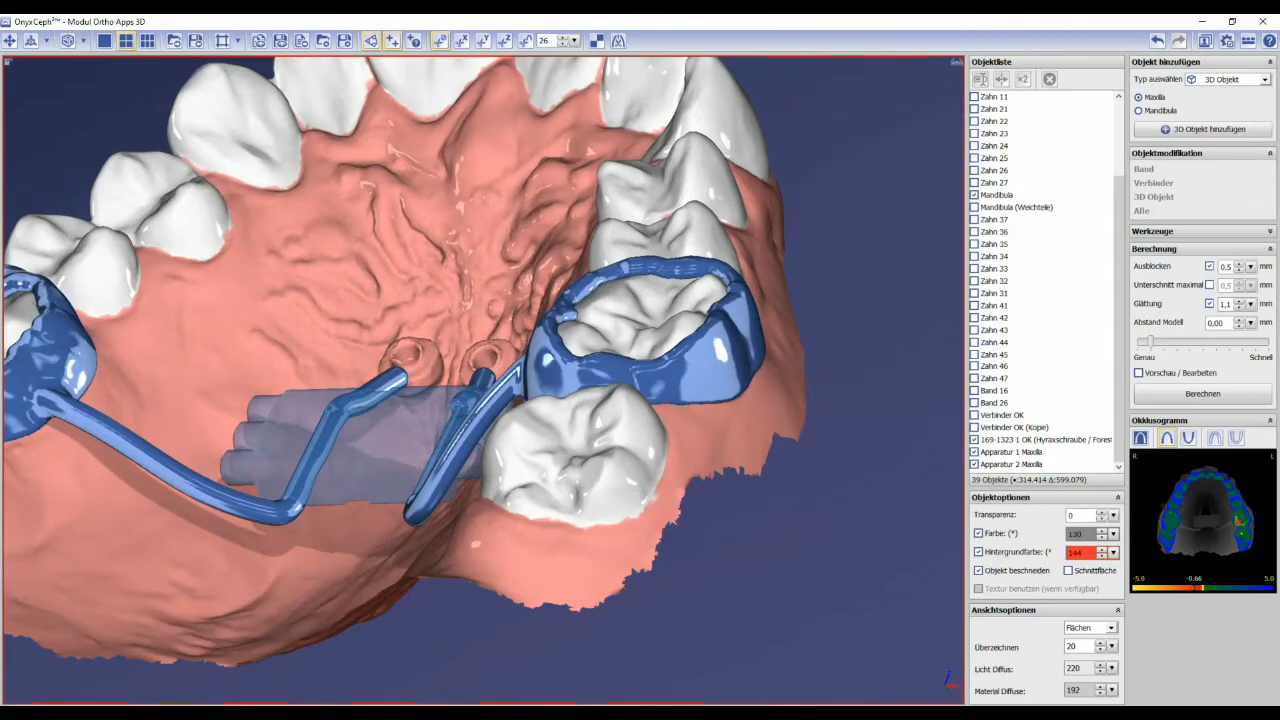 OnyxCeph³™ - Modul Ortho Apps 3D
26
Objektliste
Zahn 11
Zahn 21
Zahn 22
Zahn 23
Zahn 24
Zahn 25
Zahn 26
Zahn 27
Mandibula
Mandibula (Weichteile)
Zahn 37
Zahn 36
Zahn 35
Zahn 34
Zahn 33
Zahn 32
Zahn 31
Zahn 41
Zahn 42
Zahn 43
Zahn 44
Zahn 45
Zahn 46
Zahn 47
Band 16
Band 26
Verbinder OK
Verbinder OK (Kopie)
169-1323 1 OK (Hyraxschraube / Forest
Apparatur 1 Maxilla
Apparatur 2 Maxilla
39 Objekte (•:314.414 Δ:599.079)
Objektoptionen
Transparenz: 0
Farbe: (*) 130
Hintergrundfarbe: (* 144
Objekt beschneiden Schnittfläche
Textur benutzen (wenn verfügbar)
Ansichtsoptionen
Flächen
Überzeichnen 20
Licht Diffus: 220
Material Diffuse: 192
Objekt hinzufügen
Typ auswählen 3D Objekt
Maxilla
Mandibula
3D Objekt hinzufügen
Objektmodifikation
Band
Verbinder
3D Objekt
Alle
Werkzeuge
Berechnung
Ausblocken 0,5 mm
Unterschnitt maximal 0,5 mm
Glättung 1,1 mm
Abstand Modell 0,00 mm
Genau Schnell
Vorschau / Bearbeiten
Berechnen
Okklusogramm
R L
-5.0 -0.66 5.0